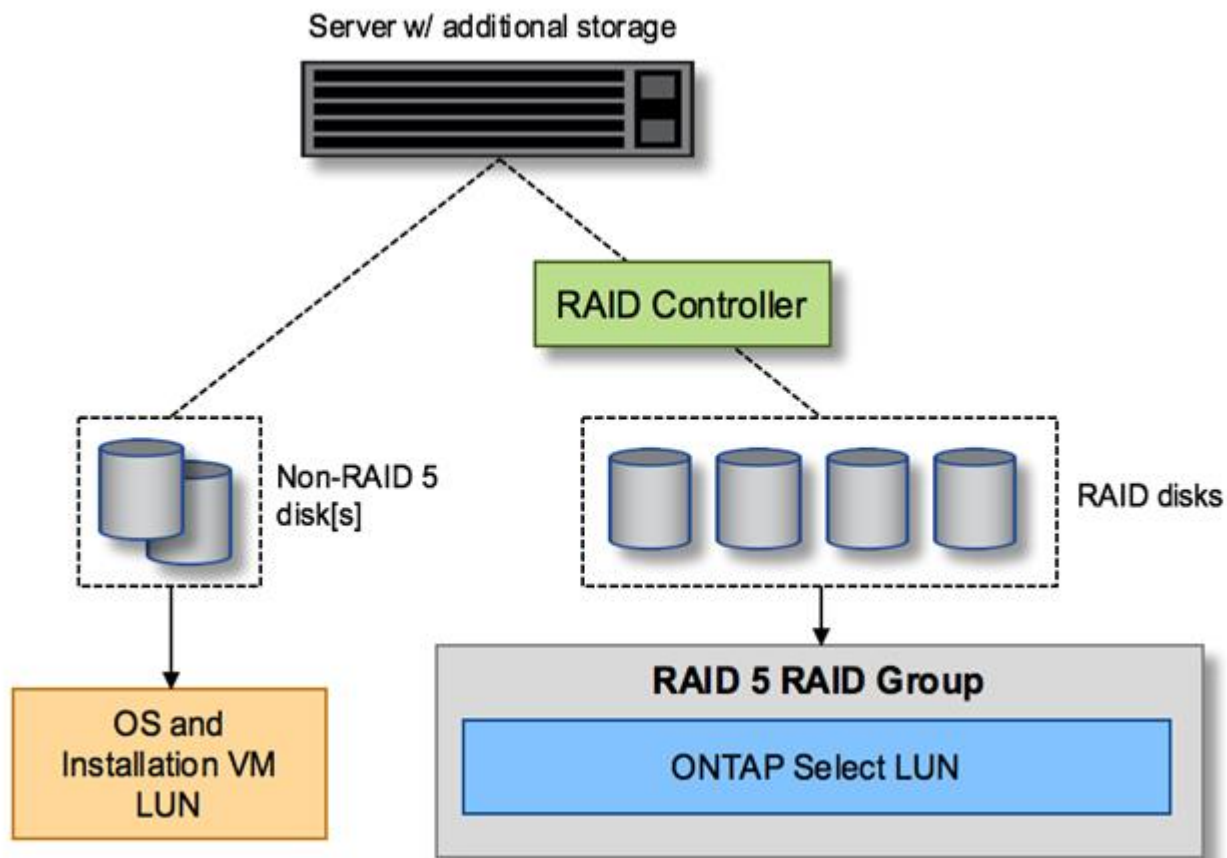 Server w/ additional storage
RAID Controller
Non-RAID 5
disk[s]
RAID disks
OS and
Installation VM
LUN
RAID 5 RAID Group
ONTAP Select LUN